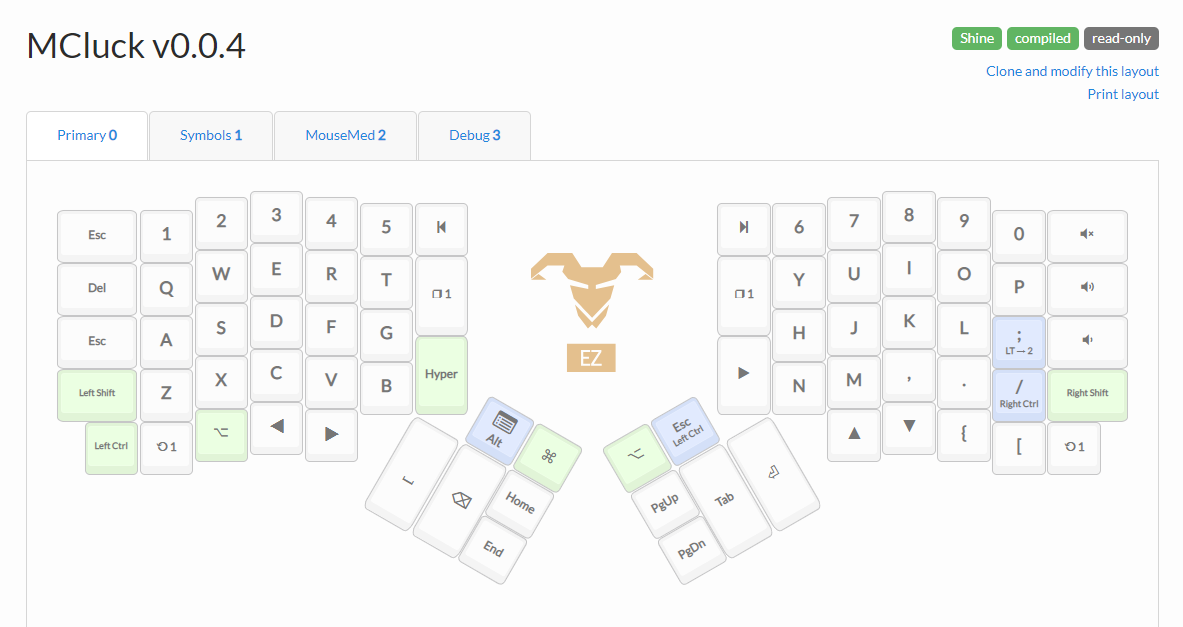 MCluck v0.0.4
Shine compiled read-only
Clone and modify this layout
Print layout
Primary 0 Symbols 1 MouseMed 2 Debug 3
Esc 1 2 3 4 5 6 7 8 9 0
Del Q W E R T 1 1 Y U I O P
Esc A S D F G H J K L ;
LT→2
EZ
Left Shift Z X C V B Hyper N M , . /
Right Ctrl
Right Shift
Left Ctrl 1 { [ 1
Alt ⌘ Esc
Left Ctrl
[ Home PgUp Tab
End PgDn